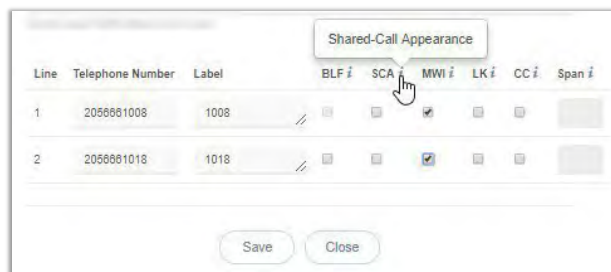 Shared-Call Appearance
Line Telephone Number Label BLF i SCA i MWI i LK i CC i Span i
1 2056661008 1008
2 2056661018 1018
Save Close